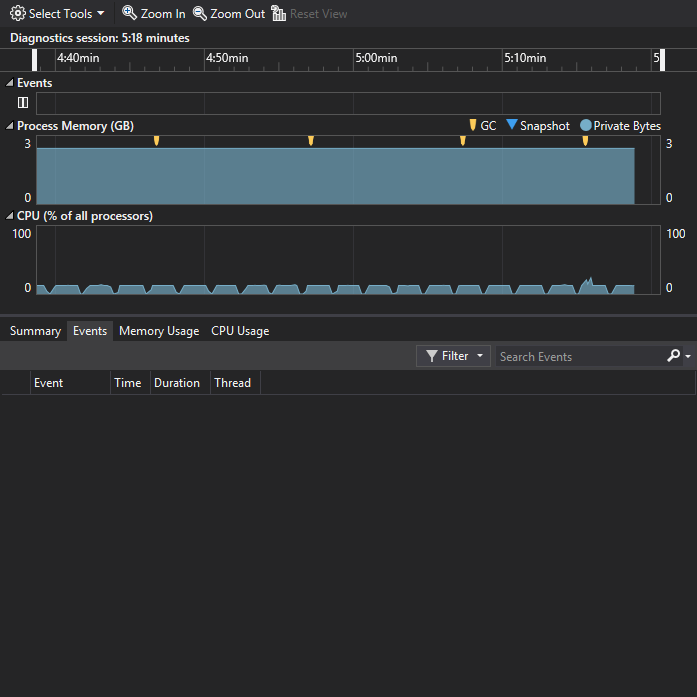 Select Tools Zoom In Zoom Out Reset View
Diagnostics session: 5:18 minutes
4:40min 4:50min 5:00min 5:10min 5
Events
Process Memory (GB) GC Snapshot Private Bytes
3 3
0 0
CPU (% of all processors)
100 100
0 0
Summary Events Memory Usage CPU Usage
Filter Search Events
Event Time Duration Thread